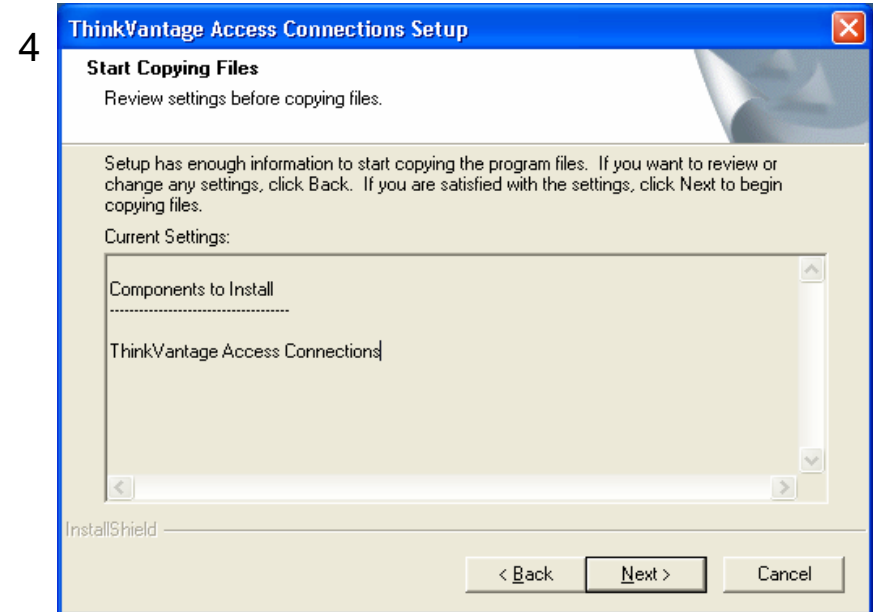 4
ThinkVantage Access Connections Setup
Start Copying Files
Review settings before copying files.
Setup has enough information to start copying the program files. If you want to review or
change any settings, click Back. If you are satisfied with the settings, click Next to begin
copying files.
Current Settings:
Components to Install
------------------------------------
ThinkVantage Access Connections
InstallShield
< Back Next > Cancel